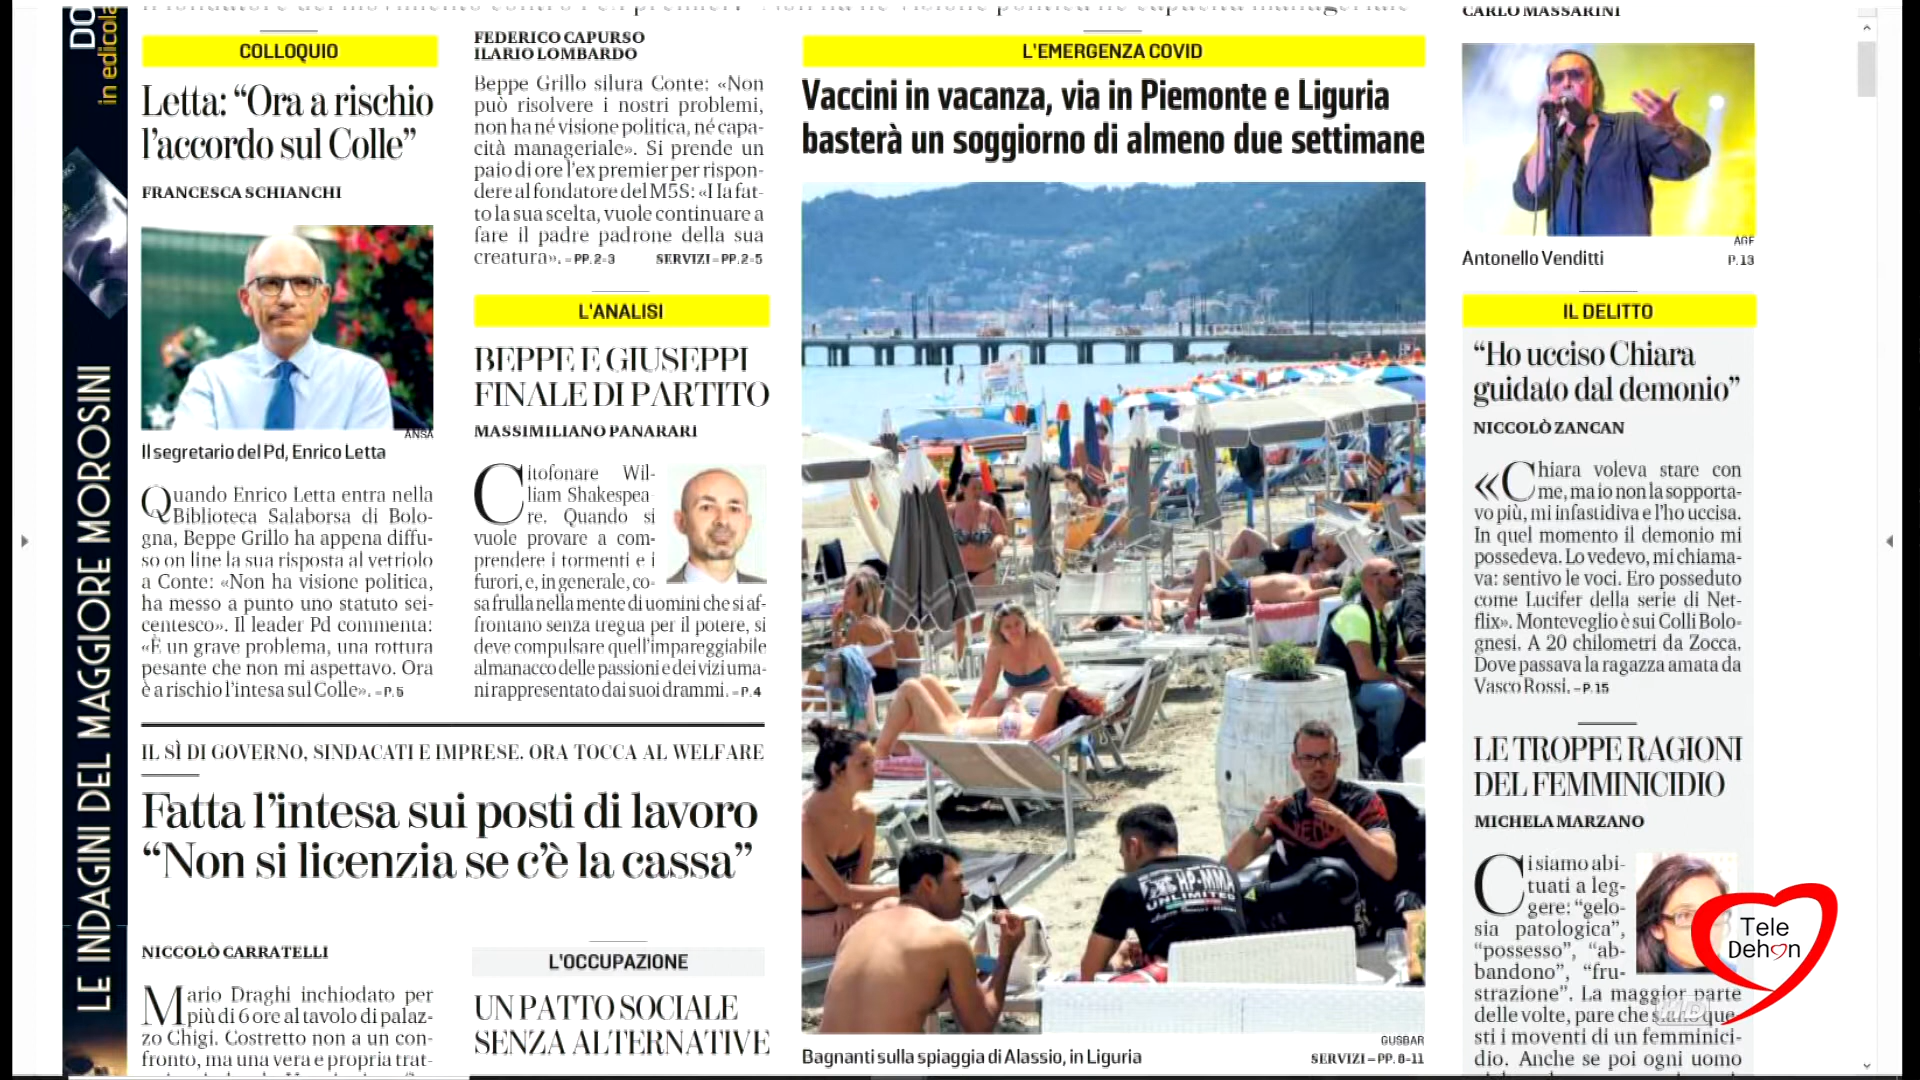 DO
in edicola
LE INDAGINI DEL MAGGIORE MOROSINI
COLLOQUIO
Letta: “Ora a rischio
l’accordo sul Colle”
FRANCESCA SCHIANCHI
ANSA
Il segretario del Pd, Enrico Letta
Quando Enrico Letta entra nella
Biblioteca Salaborsa di Bolo-
gna, Beppe Grillo ha appena diffu-
so on line la sua risposta al vetriolo
a Conte: «Non ha visione politica,
ha messo a punto uno statuto sei-
centesco». Il leader Pd commenta:
«È un grave problema, una rottura
pesante che non mi aspettavo. Ora
è a rischio l’intesa sul Colle». – P. 5
FEDERICO CAPURSO
ILARIO LOMBARDO
Beppe Grillo silura Conte: «Non
può risolvere i nostri problemi,
non ha né visione politica, né capa-
cità manageriale». Si prende un
paio di ore l’ex premier per rispon-
dere al fondatore del M5S: «Ha fat-
to la sua scelta, vuole continuare a
fare il padre padrone della sua
creatura». – PP. 2-3 SERVIZI – PP. 2-5
L'ANALISI
BEPPE E GIUSEPPI
FINALE DI PARTITO
MASSIMILIANO PANARARI
Citofonare Wil-
liam Shakespea-
re. Quando si
vuole provare a com-
prendere i tormenti e i
furori, e, in generale, co-
sa frulla nella mente di uomini che si af-
frontano senza tregua per il potere, si
deve compulsare quell’impareggiabile
almanacco delle passioni e dei vizi uma-
ni rappresentato dai suoi drammi. – P. 4
IL SÌ DI GOVERNO, SINDACATI E IMPRESE. ORA TOCCA AL WELFARE
Fatta l’intesa sui posti di lavoro
“Non si licenzia se c’è la cassa”
NICCOLÒ CARRATELLI
Mario Draghi inchiodato per
più di 6 ore al tavolo di palaz-
zo Chigi. Costretto non a un con-
fronto, ma una vera e propria trat-
L'OCCUPAZIONE
UN PATTO SOCIALE
SENZA ALTERNATIVE
L'EMERGENZA COVID
Vaccini in vacanza, via in Piemonte e Liguria
basterà un soggiorno di almeno due settimane
HP-MMA
UNLIMITED
GUSBAR
Bagnanti sulla spiaggia di Alassio, in Liguria
SERVIZI – PP. 8-11
CARLO MASSARINI
AGF
Antonello Venditti
P. 13
IL DELITTO
“Ho ucciso Chiara
guidato dal demonio”
NICCOLÒ ZANCAN
«Chiara voleva stare con
me, ma io non la sopporta-
vo più, mi infastidiva e l’ho uccisa.
In quel momento il demonio mi
possedeva. Lo vedevo, mi chiama-
va: sentivo le voci. Ero posseduto
come Lucifer della serie di Net-
flix». Monteveglio è sui Colli Bolo-
gnesi. A 20 chilometri da Zocca.
Dove passava la ragazza amata da
Vasco Rossi. – P. 15
LE TROPPE RAGIONI
DEL FEMMINICIDIO
MICHELA MARZANO
Ci siamo abi-
tuati a leg-
gere: “gelo-
sia patologica”,
“possesso”, “ab-
bandono”, “fru-
strazione”. La maggior parte
delle volte, pare che siano que-
sti i moventi di un femminici-
dio. Anche se poi ogni uomo
Tele
Dehon
HD